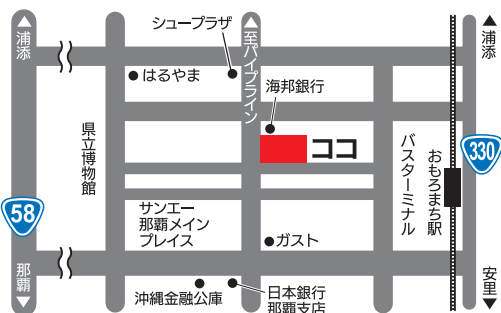 ▲浦添
シュープラザ
▲至パイプライン
▲浦添
はるやま
海邦銀行
県立博物館
ココ
バスターミナル
おもろまち駅
330
58
サンエー
那覇メイン
プレイス
ガスト
那覇▼
沖縄金融公庫
日本銀行
那覇支店
安里▼